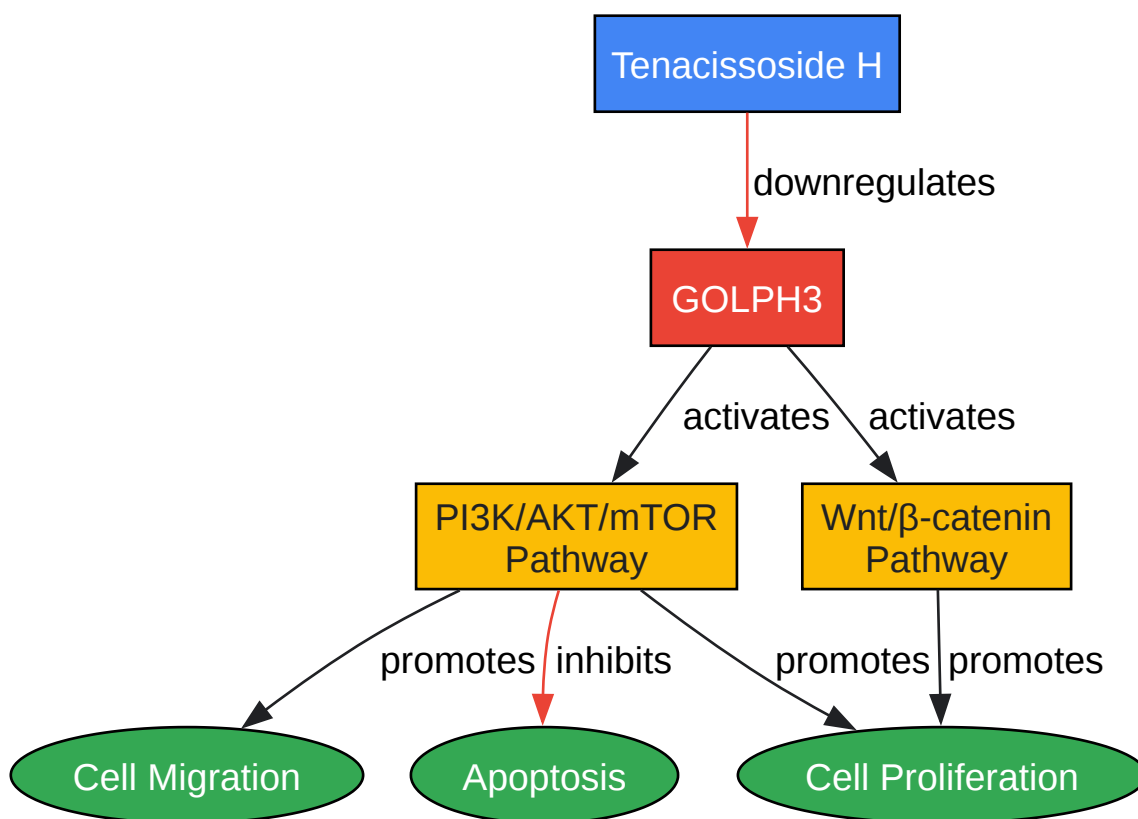 Tenacissoside H
downregulates
GOLPH3
activates
activates
PI3K/AKT/mTOR
Pathway
Wnt/β-catenin
Pathway
promotes
inhibits
promotes
promotes
Cell Migration
Apoptosis
Cell Proliferation